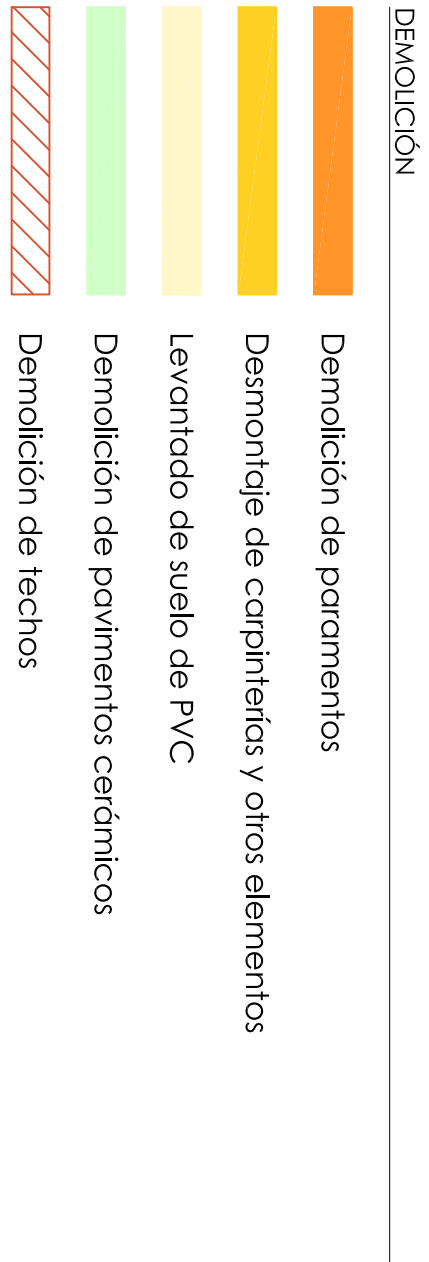 DEMOLICIÓN
Demolición de paramentos
Desmontaje de carpinterías y otros elementos
Levantado de suelo de PVC
Demolición de pavimentos cerámicos
Demolición de techos